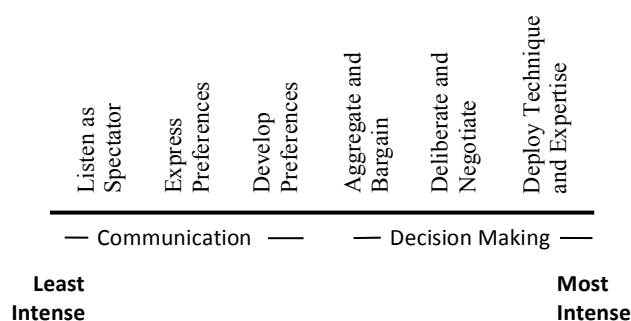 Listen as
Spectator
Express
Preferences
Develop
Preferences
Aggregate and
Bargain
Deliberate and
Negotiate
Deploy Technique
and Expertise
Communication
Decision Making
Least
Intense
Most
Intense